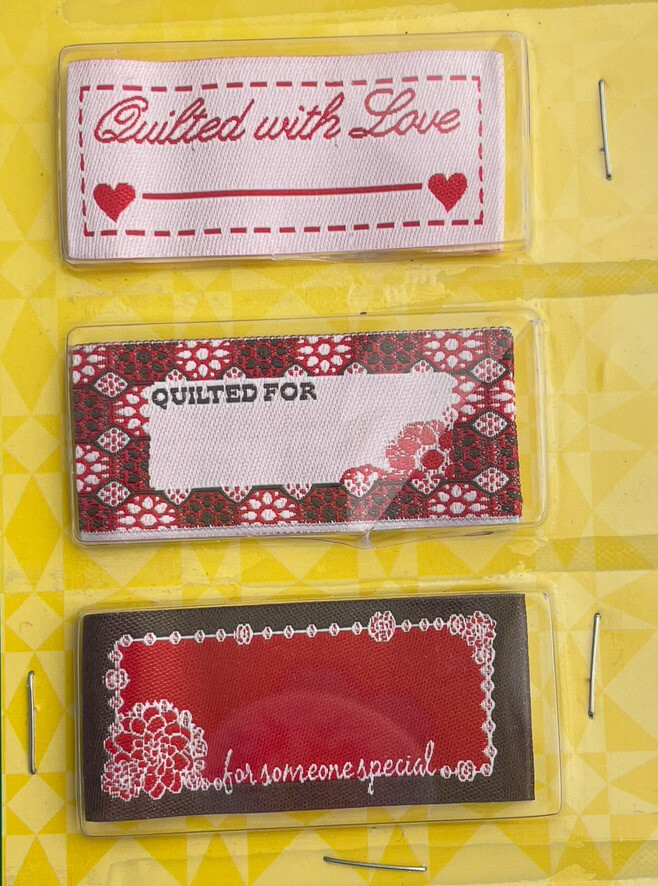 Quilted with Love
QUILTED FOR
for someone special